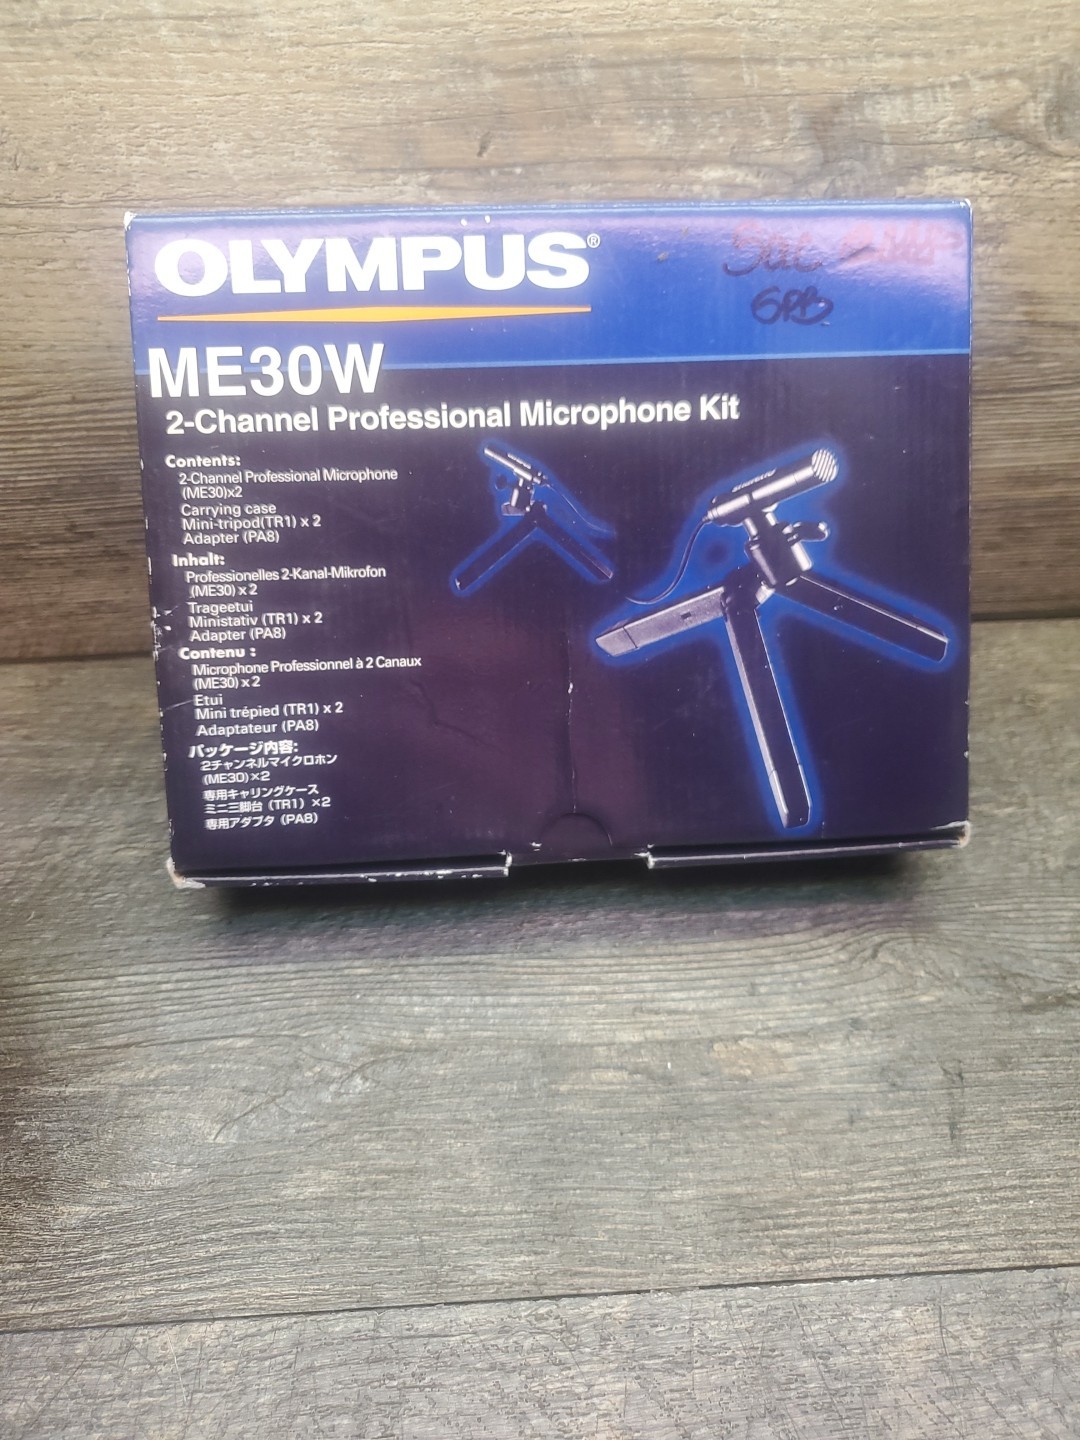 OLYMPUS®
ME30W
2-Channel Professional Microphone Kit
Contents:
2-Channel Professional Microphone
(ME30)x2
Carrying case
Mini-tripod(TR1) x 2
Adapter (PA8)
Inhalt:
Professionelles 2-Kanal-Mikrofon
(ME30) x 2
Trageetui
Ministativ (TR1) x 2
Adapter (PA8)
Contenu :
Microphone Professionnel à 2 Canaux
(ME30) x 2
Etui
Mini trépied (TR1) x 2
Adaptateur (PA8)
パッケージ内容:
2チャンネルマイクロホン
(ME30)×2
専用キャリングケース
ミニ三脚台（TR1）×2
専用アダプタ（PA8）